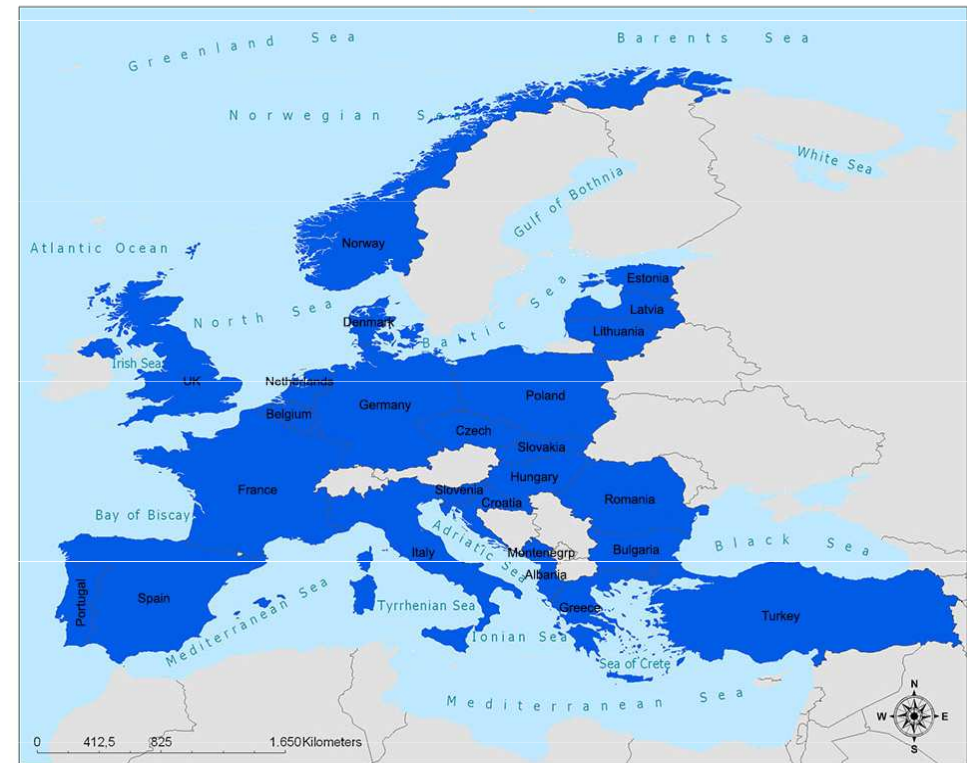 Greenland Sea
Barents Sea
Norwegian Se
White Sea
Gulf of Bothnia
Norway
Atlantic Ocean
Estonia
North Sea
Baltic Sea
Latvia
Denmark
Lithuania
Irish Sea
UK
Netherlands
Poland
Germany
Belgium
Czech
Slovakia
Hungary
France
Slovenia
Romania
Croatia
Bay of Biscay
Adriatic Sea
Black Sea
Italy
Montenegrp
Bulgaria
Albania
Portugal
Spain
Mediterranean Sea
Tyrrhenian Sea
Greece
Turkey
Ionian Sea
Sea of Crete
Mediterranean Sea
N
W
E
S
0 412,5 825 1.650 Kilometers